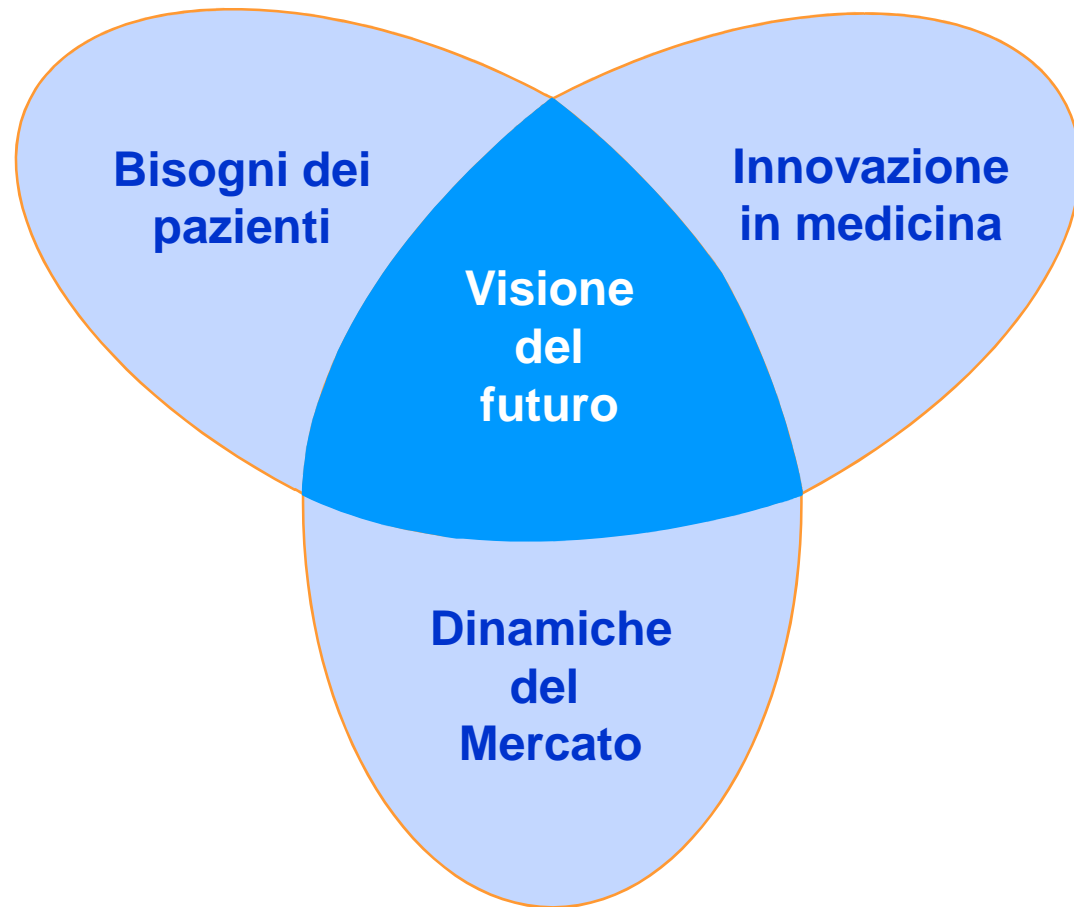 Bisogni dei
pazienti
Innovazione
in medicina
Visione
del
futuro
Dinamiche
del
Mercato